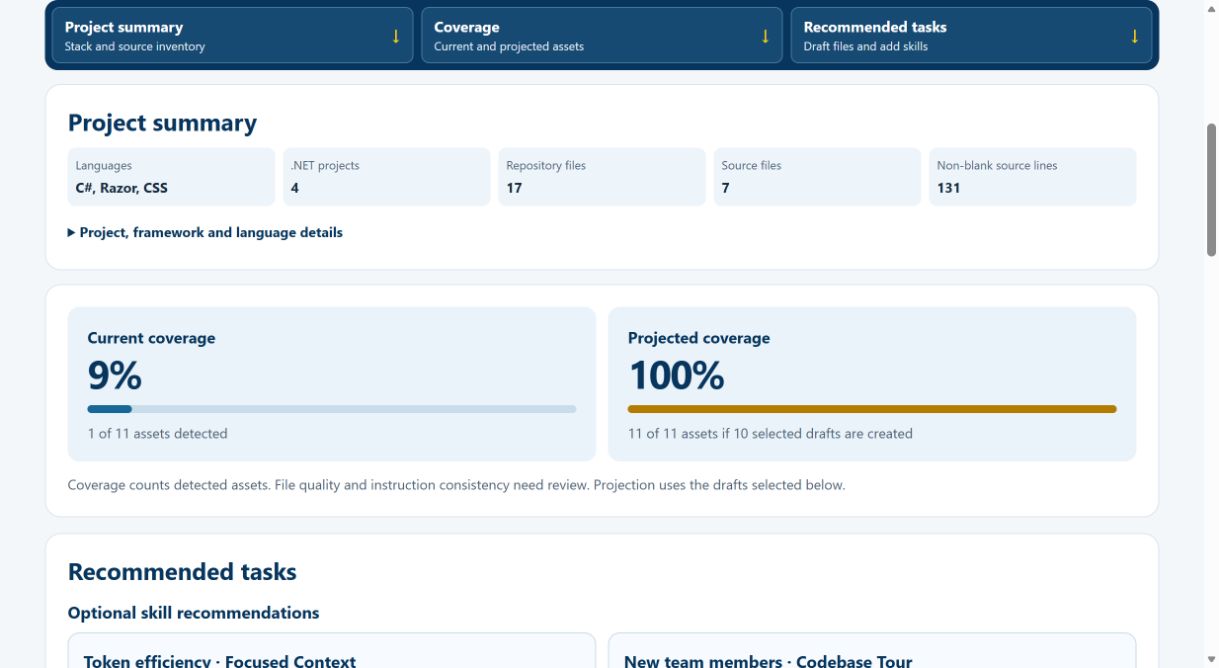 Project summary
Stack and source inventory
↓
Coverage
Current and projected assets
↓
Recommended tasks
Draft files and add skills
↓
Project summary
Languages
C#, Razor, CSS
.NET projects
4
Repository files
17
Source files
7
Non-blank source lines
131
Project, framework and language details
Current coverage
9%
1 of 11 assets detected
Projected coverage
100%
11 of 11 assets if 10 selected drafts are created
Coverage counts detected assets. File quality and instruction consistency need review. Projection uses the drafts selected below.
Recommended tasks
Optional skill recommendations
Token efficiency · Focused Context
New team members · Codebase Tour